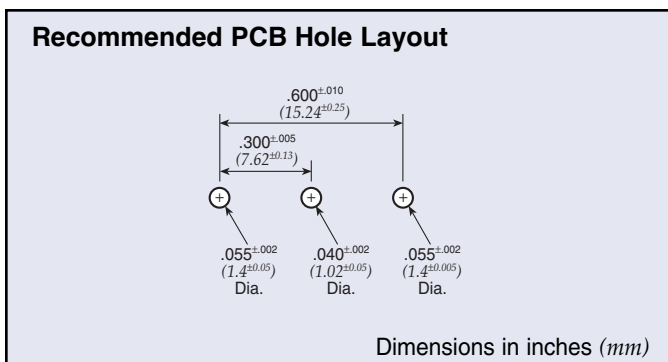 Recommended PCB Hole Layout
.600±.010
(15.24±0.25)
.300±.005
(7.62±0.13)
.055±.002
(1.4±0.05)
Dia.
.040±.002
(1.02±0.05)
Dia.
.055±.002
(1.4±0.005)
Dia.
Dimensions in inches (mm)